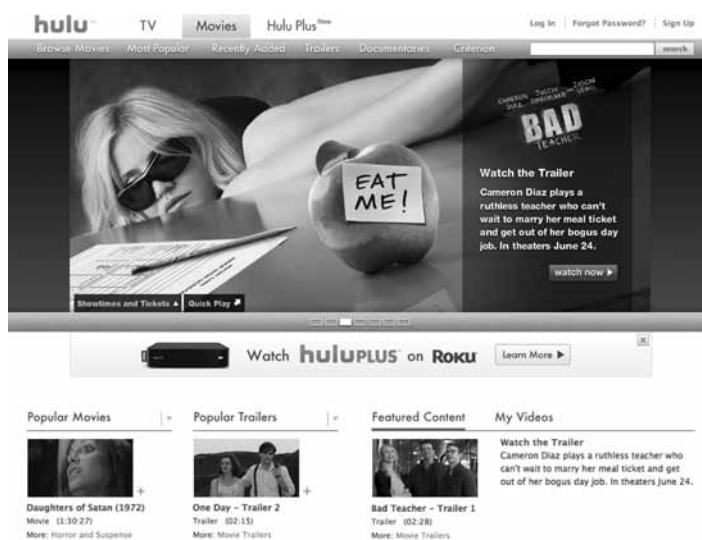 hulu™ TV Movies Hulu Plus New Log In Forgot Password? Sign Up
Browse Movies Most Popular Recently Added Trailers Documentaries Criterion search
CAMERON DIAZ JUSTIN TIMBERLAKE JASON SEGEL
BAD
TEACHER
EAT
ME!
Watch the Trailer
Cameron Diaz plays a
ruthless teacher who can't
wait to marry her meal ticket
and get out of her bogus day
job. In theaters June 24.
watch now
Showtimes and Tickets Quick Play
Watch huluPLUS on ROKU Learn More
Popular Movies Popular Trailers Featured Content My Videos
Daughters of Satan (1972)
Movie (1:30:27)
More: Horror and Suspense
One Day – Trailer 2
Trailer (02:15)
More: Movie Trailers
Bad Teacher – Trailer 1
Trailer (02:28)
More: Movie Trailers
Watch the Trailer
Cameron Diaz plays a ruthless teacher who
can't wait to marry her meal ticket and get
out of her bogus day job. In theaters June 24.